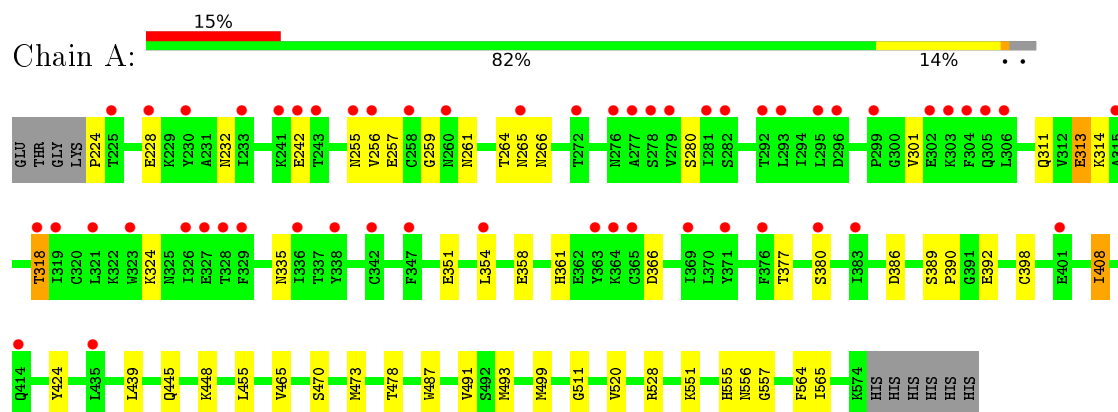 15%
Chain A:
82% 14% • •
GLU THR GLY LYS P224 T225 E228 K229 Y230 A231 N232 I233 K241 E242 T243 N255 V256 E257 C258 G259 N260 A261 T264 N265 N266 T272 N276 A277 S278 V279 S280 I281 S282 T292 L293 I294 L295 D296 P299 G300 V301 E302 K303 F304 Q305 L306 Q311 V312 E313 K314 A315
T318 I319 C320 L321 K322 W323 K324 N325 I326 E327 T328 F329 N335 I336 T337 Y338 C342 F347 E351 L354 E358 H361 E362 Y363 K364 C365 D366 I369 L370 Y371 F376 T377 S380 I383 D386 S389 P390 G391 E392 C398 E401 I408
Q414 Y424 L435 L439 Q445 K448 L455 V465 S470 M473 T478 W487 V491 S492 M493 M499 G511 V520 R528 K551 H555 N556 G557 F564 I565 K574 HIS HIS HIS HIS HIS HIS